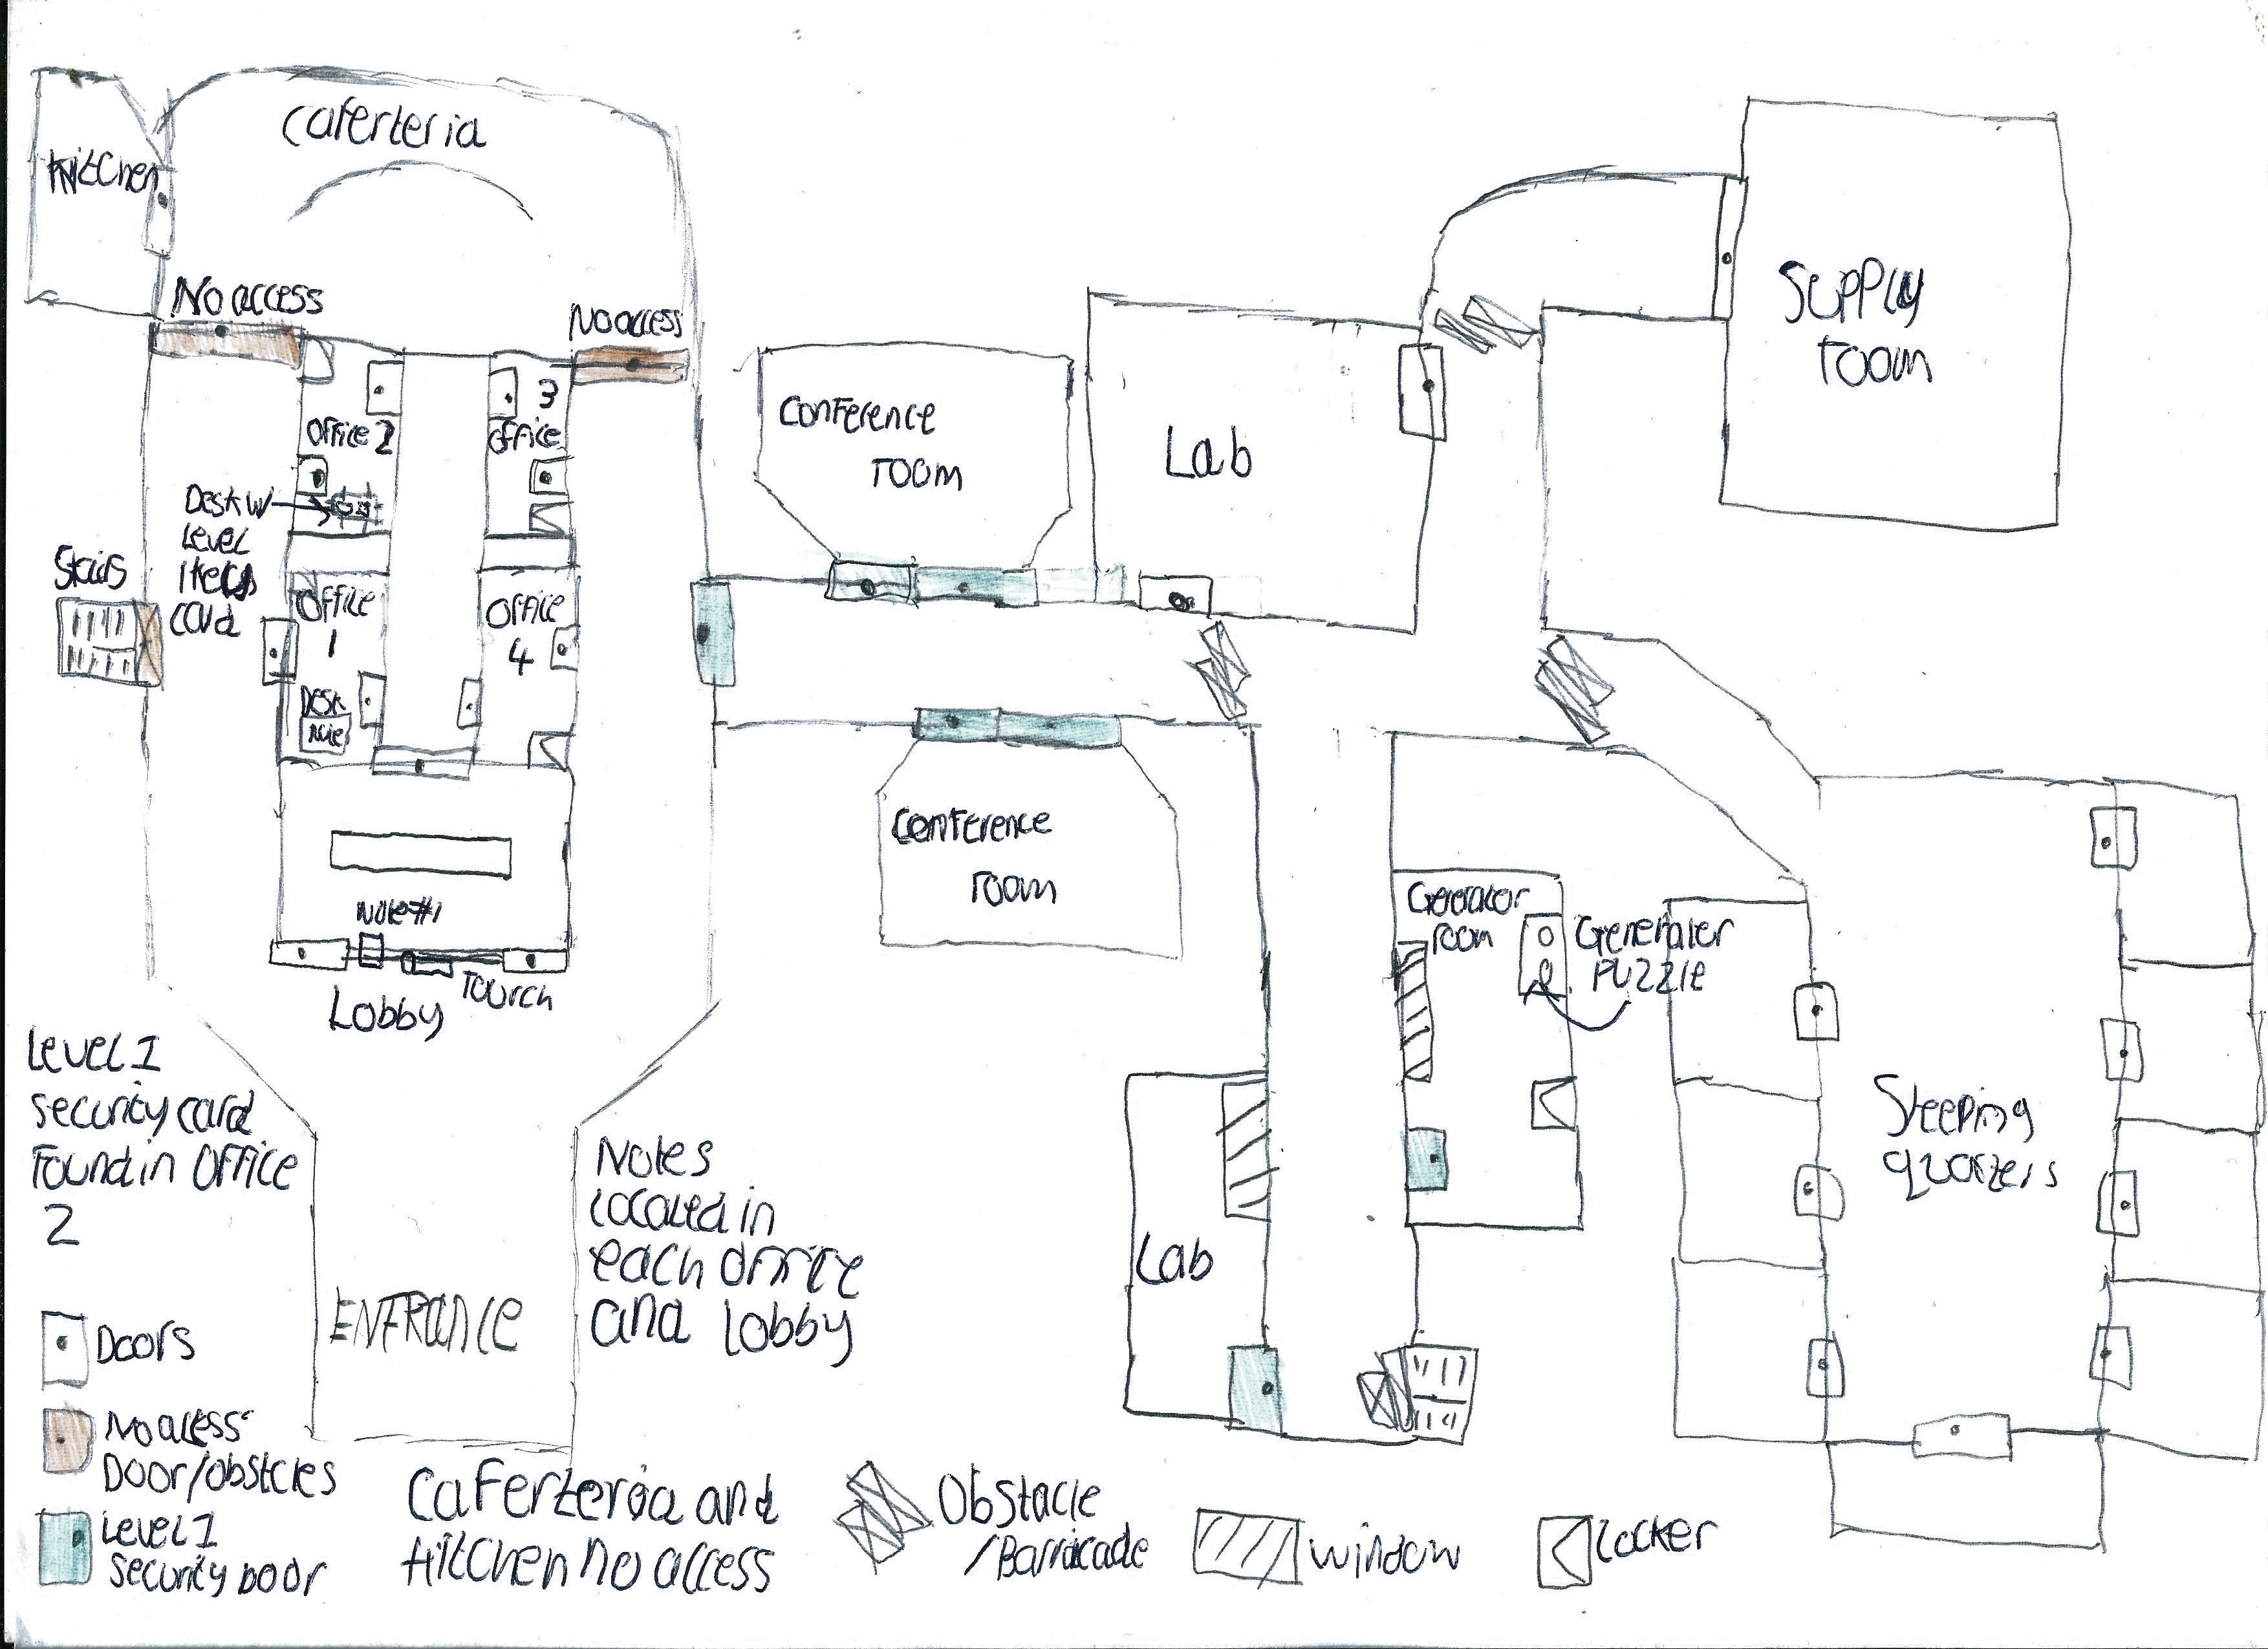 Caferteria
Kitchen
No access
No access
Office 2
3
Office
Desk W
Level
1 keys
card
Stairs
Office
1
Office
4
Desk
Note
Note #1
Tourch
Lobby
ENTRANCE
Conference
room
Lab
Supply
room
Conference
room
Generator
room
Generater
Puzzle
Lab
Sleeping
quarters
Level 1
security card
Found in Office
2
Notes
located in
each office
and lobby
Doors
No acess
Door/obstcles
Level 1
Security Door
Caferteria and
Kitchen no access
Obstacle
/Barricade
Window
Locker